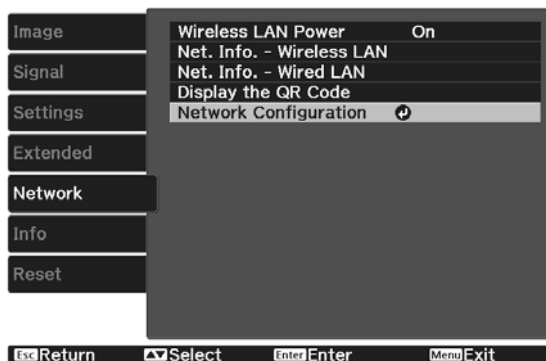 Image
Signal
Settings
Extended
Network
Info
Reset
Wireless LAN Power On
Net. Info. - Wireless LAN
Net. Info. - Wired LAN
Display the QR Code
Network Configuration
Esc Return Select Enter Enter Menu Exit